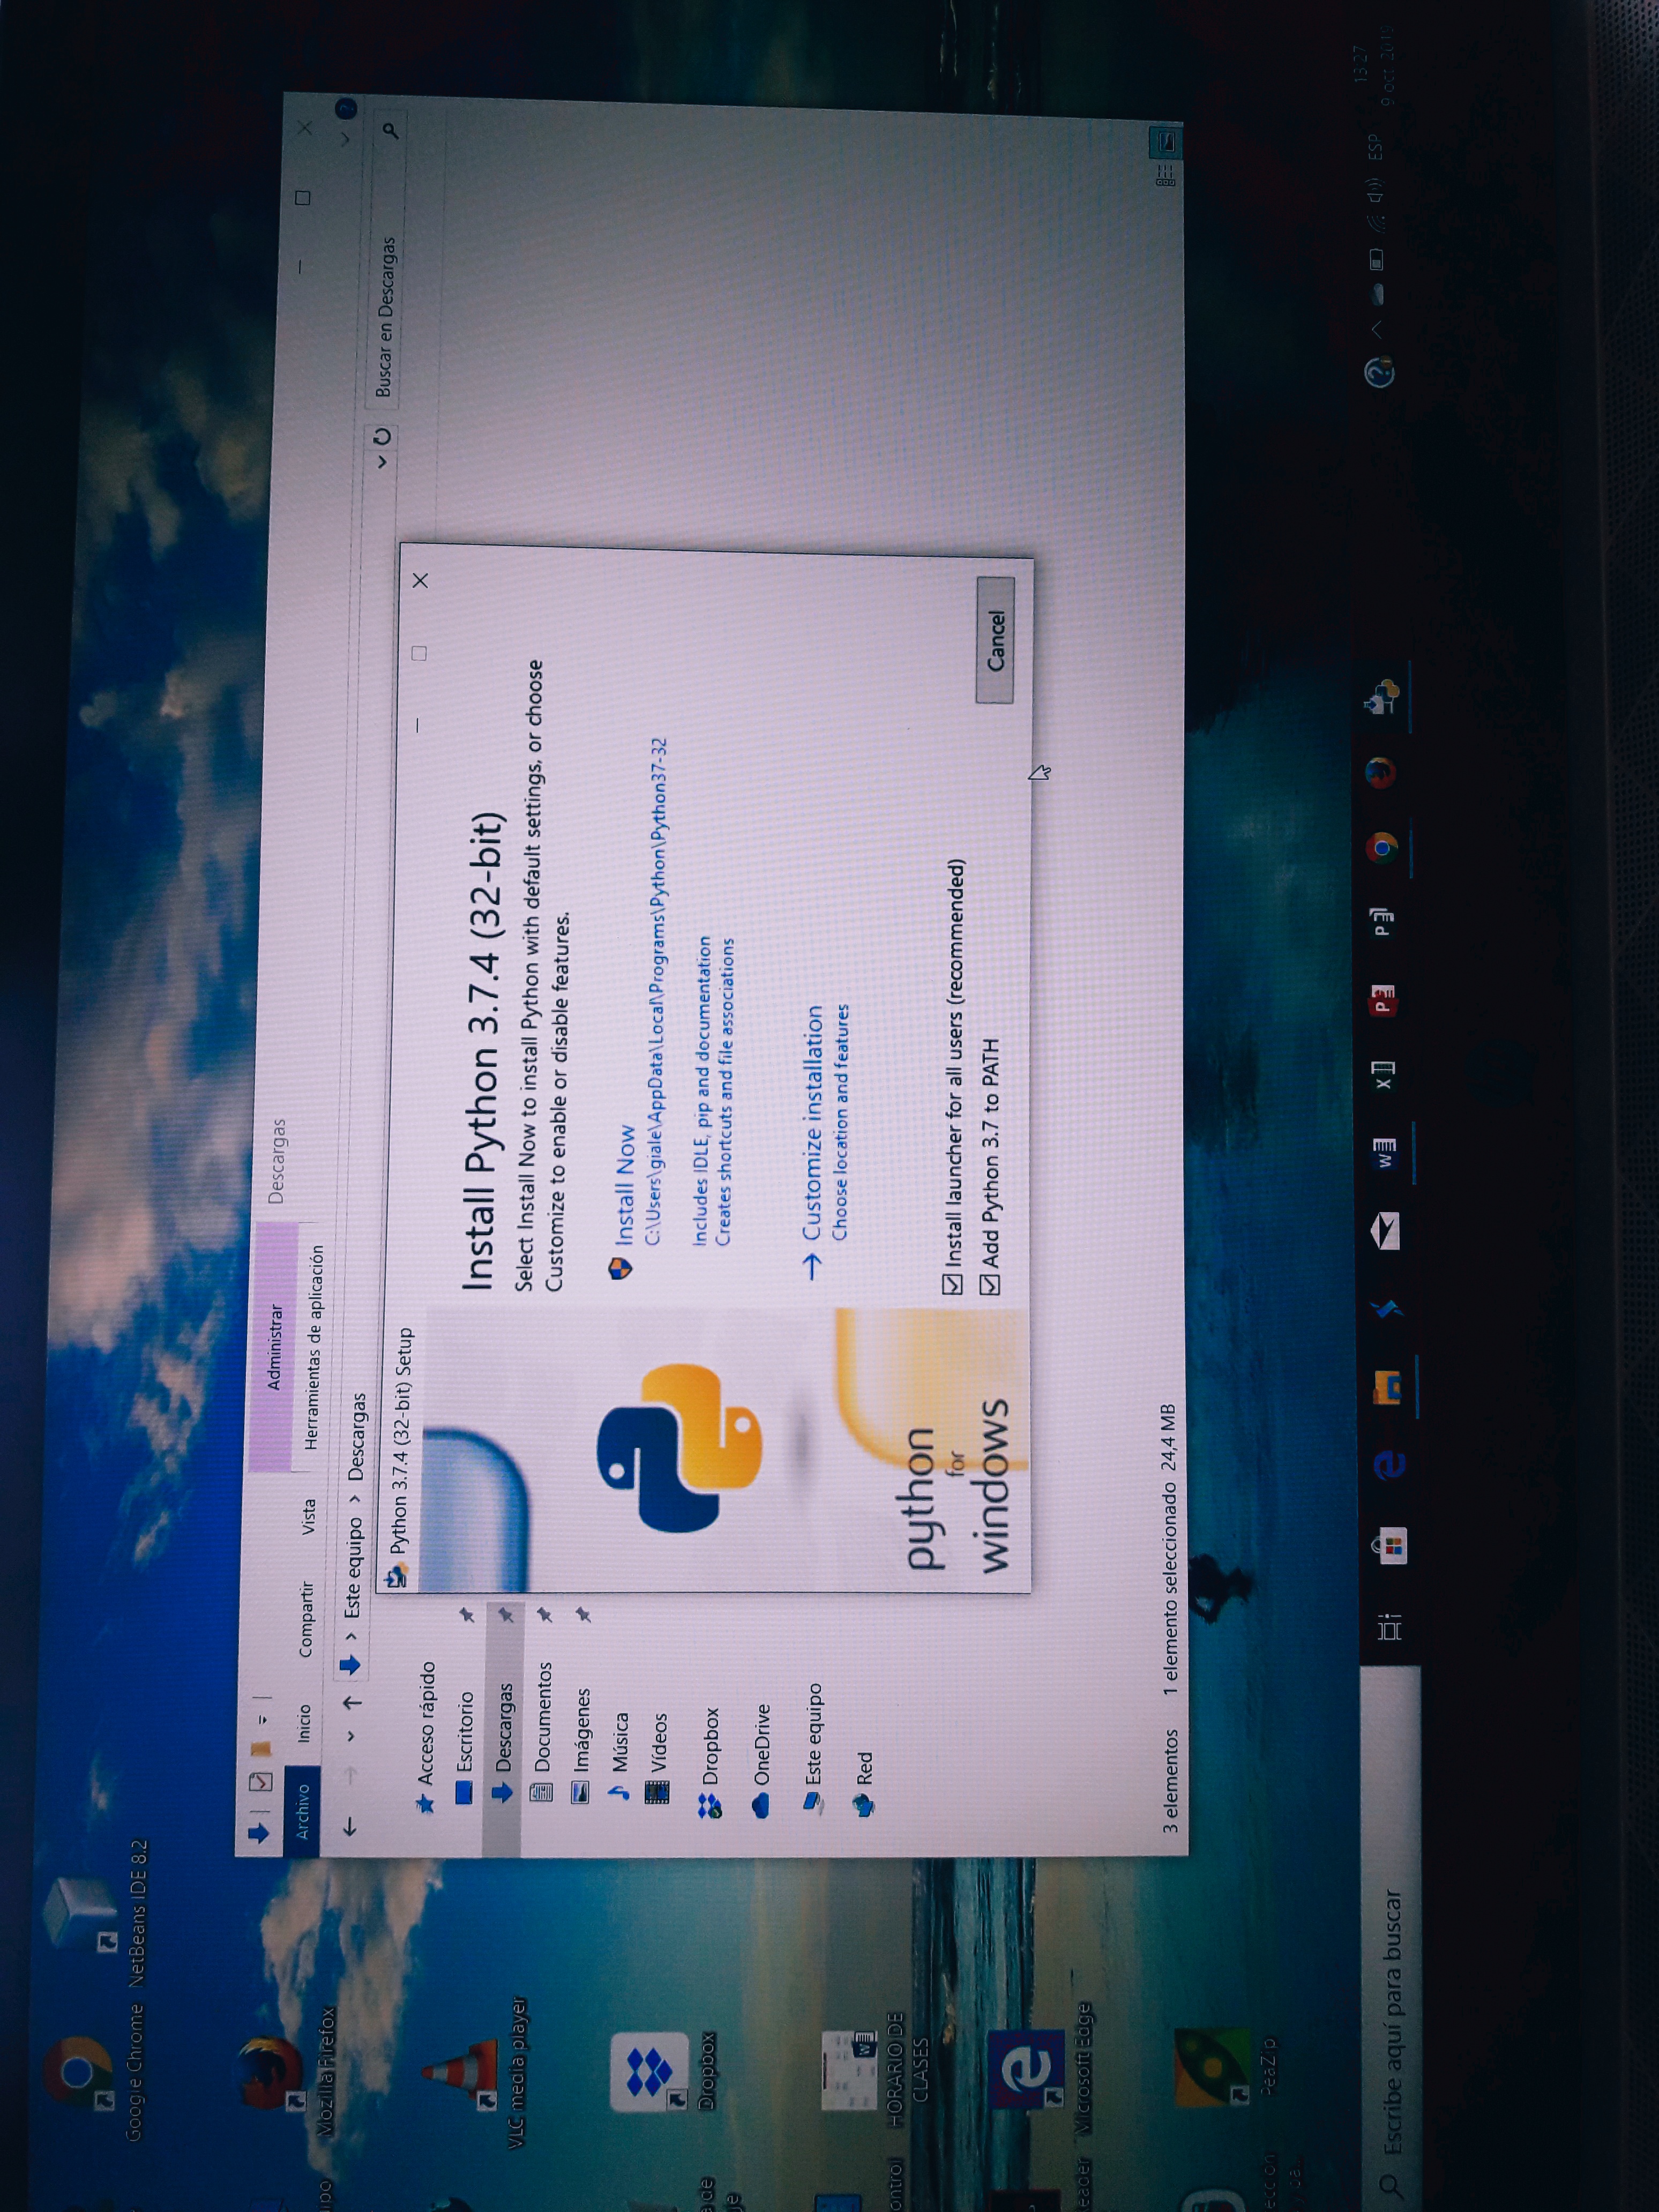 Google Chrome
NetBeans IDE 8.2
Mozilla Firefox
VLC media player
Dropbox
HORARIO DE
CLASES
Microsoft Edge
PeaZip
Administrar
Descargas
Archivo
Inicio
Compartir
Vista
Herramientas de aplicación
Este equipo
Descargas
Buscar en Descargas
Acceso rápido
Escritorio
Descargas
Documentos
Imágenes
Música
Vídeos
Dropbox
OneDrive
Este equipo
Red
Python 3.7.4 (32-bit) Setup
Install Python 3.7.4 (32-bit)
Select Install Now to install Python with default settings, or choose
Customize to enable or disable features.
Install Now
C:\Users\giale\AppData\Local\Programs\Python\Python37-32
Includes IDLE, pip and documentation
Creates shortcuts and file associations
Customize installation
Choose location and features
python
for
windows
Install launcher for all users (recommended)
Add Python 3.7 to PATH
Cancel
3 elementos 1 elemento seleccionado 24,4 MB
Escribe aquí para buscar
ESP
13:27
9 oct. 2019